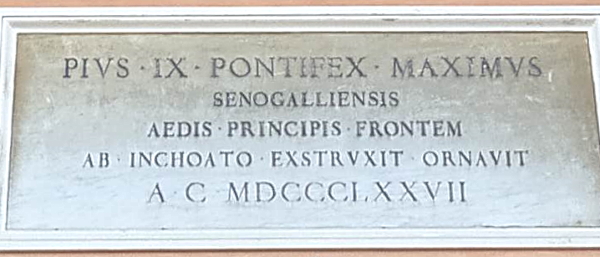 PIVS · IX · PONTIFEX · MAXIMVS
SENOGALLIENSIS
AEDIS · PRINCIPIS · FRONTEM
AB · INCHOATO · EXSTRVXIT · ORNAVIT
A · C · MDCCCLXXVII